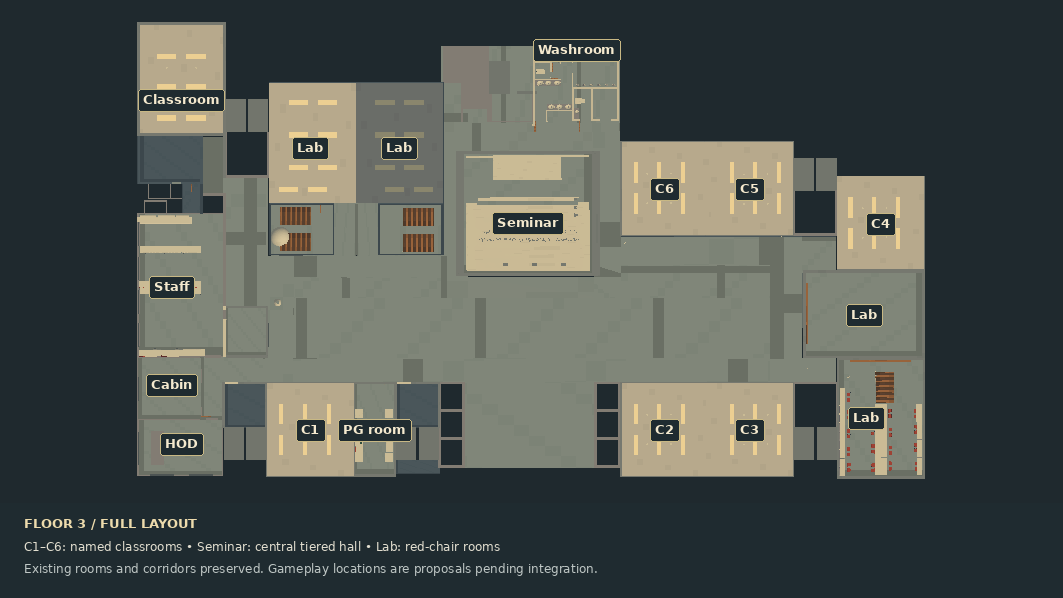 Washroom
Classroom
Lab
Lab
C6
C5
Seminar
C4
Staff
Lab
Cabin
C1
PG room
C2
C3
Lab
HOD
FLOOR 3 / FULL LAYOUT
C1–C6: named classrooms • Seminar: central tiered hall • Lab: red-chair rooms
Existing rooms and corridors preserved. Gameplay locations are proposals pending integration.